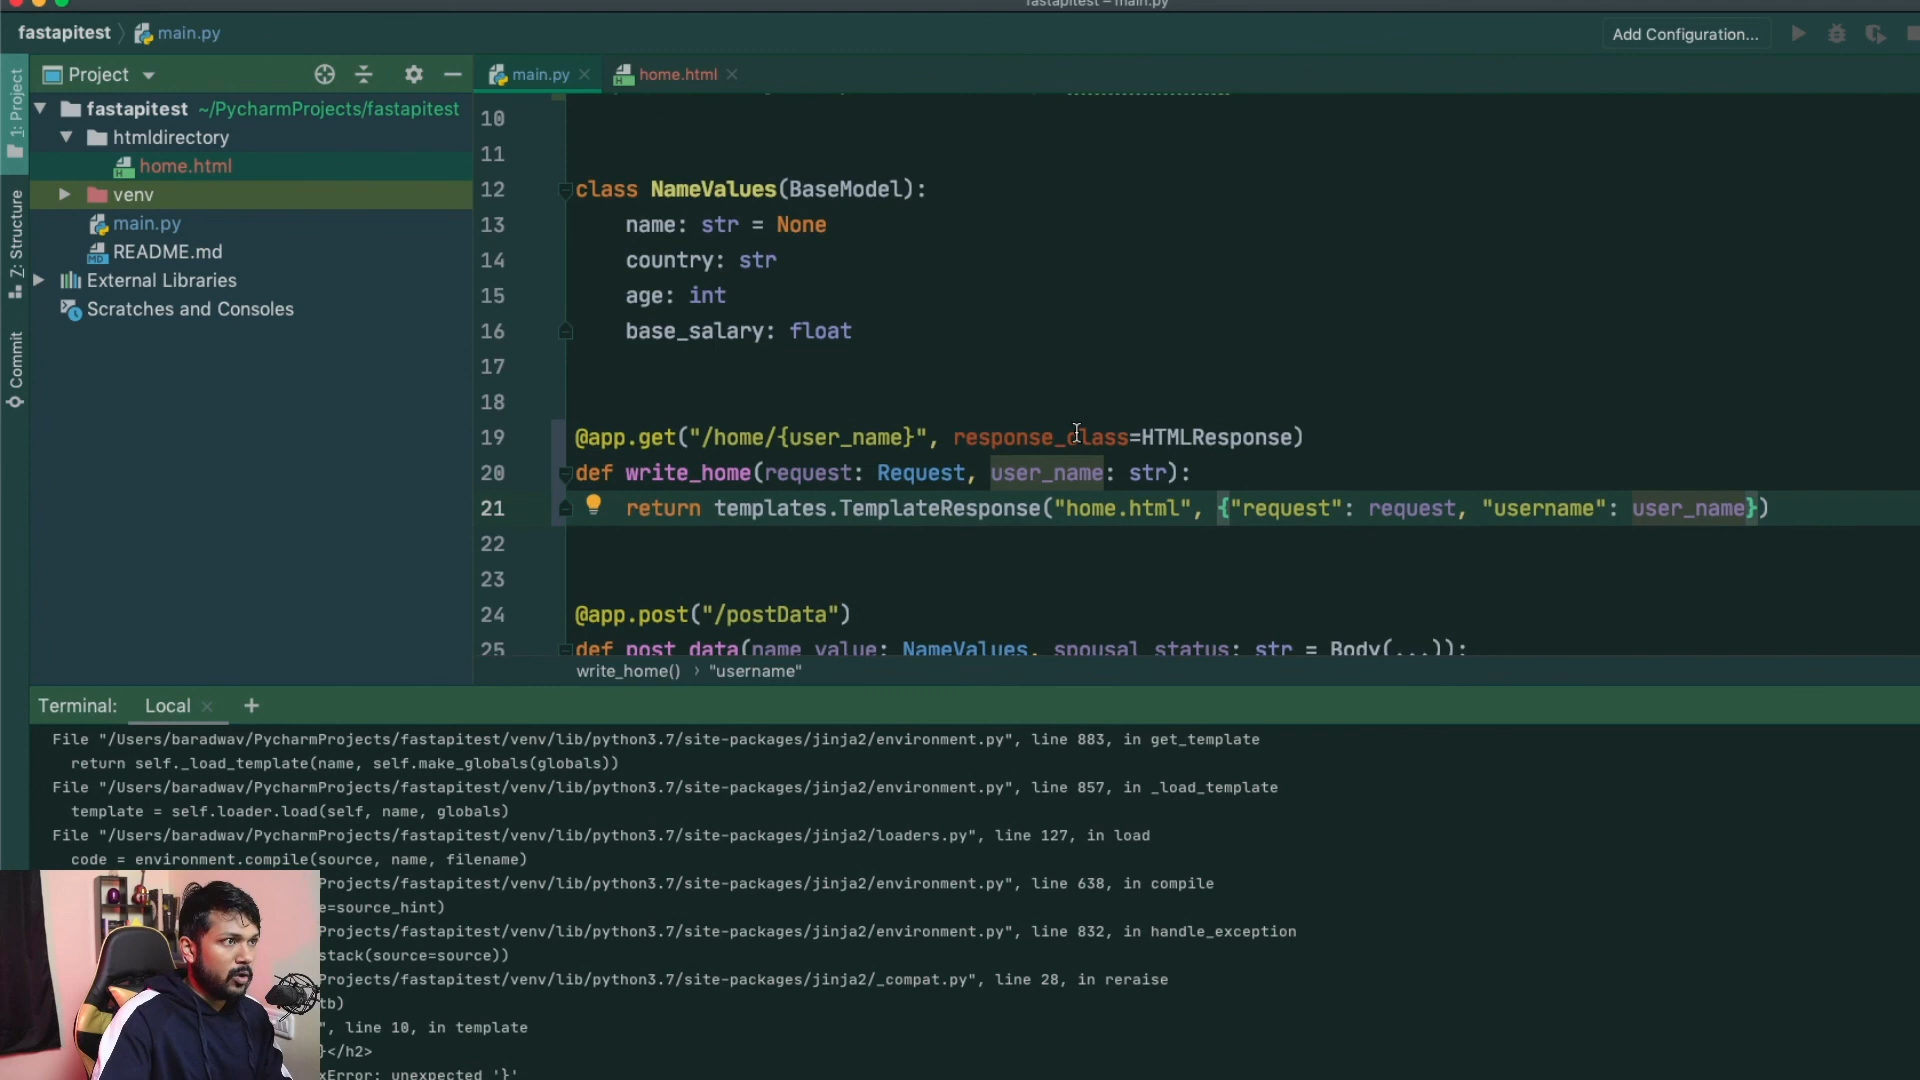 fastapitest – main.py
fastapitest 〉 main.py
Add Configuration...
1: Project
Z: Structure
Commit
Project
fastapitest ~/PycharmProjects/fastapitest
htmldirectory
home.html
venv
main.py
README.md
External Libraries
Scratches and Consoles
main.py
home.html
10
11
12 class NameValues(BaseModel):
13 name: str = None
14 country: str
15 age: int
16 base_salary: float
17
18
19 @app.get("/home/{user_name}", response_class=HTMLResponse)
20 def write_home(request: Request, user_name: str):
21 return templates.TemplateResponse("home.html", {"request": request, "username": user_name})
22
23
24 @app.post("/postData")
25 def post_data(name_value: NameValues, spousal_status: str = Body(...)):
write_home() › "username"
Terminal: Local +
File "/Users/baradwav/PycharmProjects/fastapitest/venv/lib/python3.7/site-packages/jinja2/environment.py", line 883, in get_template
return self._load_template(name, self.make_globals(globals))
File "/Users/baradwav/PycharmProjects/fastapitest/venv/lib/python3.7/site-packages/jinja2/environment.py", line 857, in _load_template
template = self.loader.load(self, name, globals)
File "/Users/baradwav/PycharmProjects/fastapitest/venv/lib/python3.7/site-packages/jinja2/loaders.py", line 127, in load
code = environment.compile(source, name, filename)
Projects/fastapitest/venv/lib/python3.7/site-packages/jinja2/environment.py", line 638, in compile
e=source_hint)
Projects/fastapitest/venv/lib/python3.7/site-packages/jinja2/environment.py", line 832, in handle_exception
stack(source=source))
Projects/fastapitest/venv/lib/python3.7/site-packages/jinja2/_compat.py", line 28, in reraise
tb)
", line 10, in template
}</h2>
xError: unexpected '}'